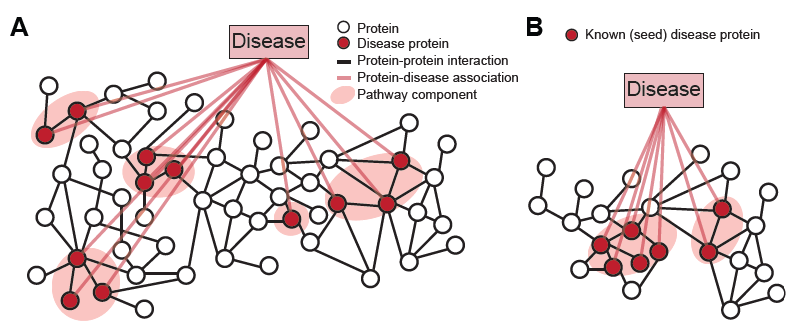 A
Disease
Protein
Disease protein
Protein-protein interaction
Protein-disease association
Pathway component
B
Known (seed) disease protein
Disease